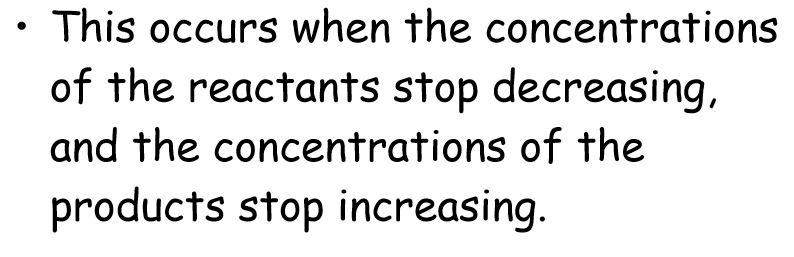 • This occurs when the concentrations
of the reactants stop decreasing,
and the concentrations of the
products stop increasing.